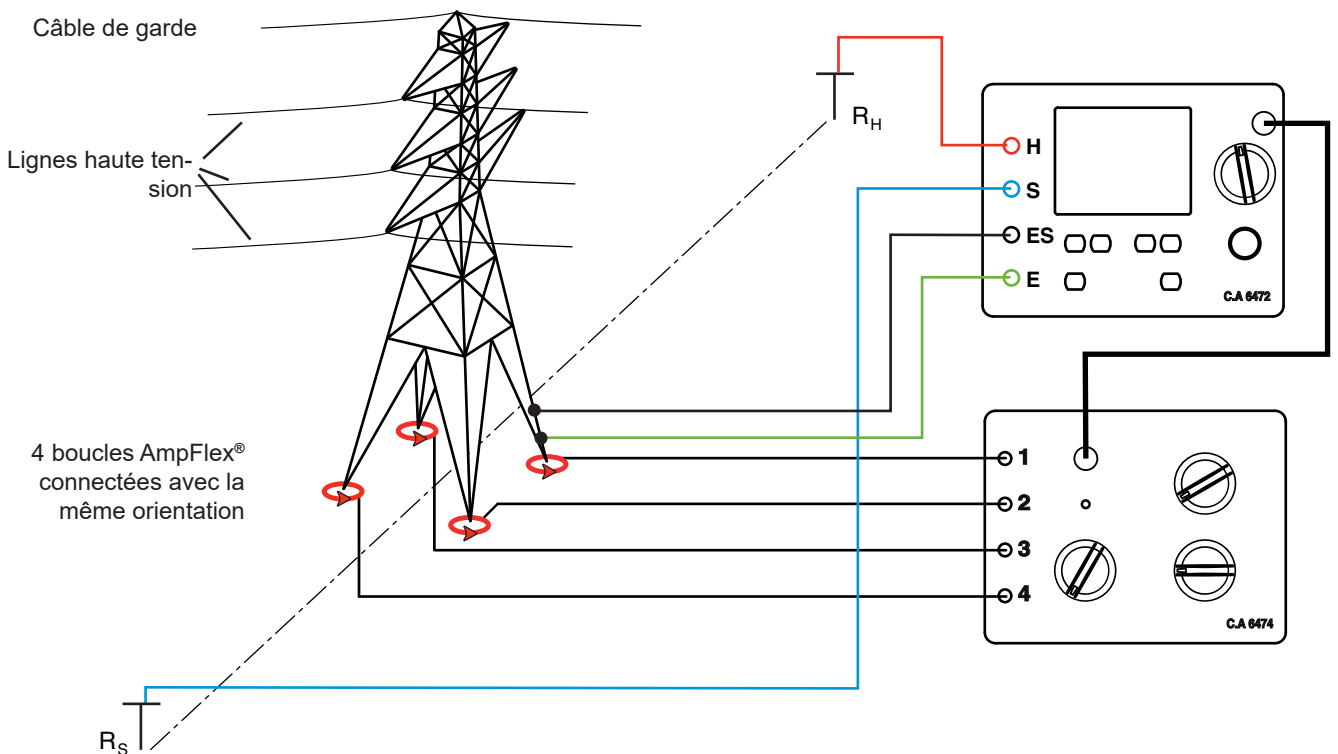 Câble de garde
Lignes haute ten-
sion
4 boucles AmpFlex®
connectées avec la
même orientation
R_H
R_S
H
S
ES
E
C.A 6472
1
2
3
4
C.A 6474